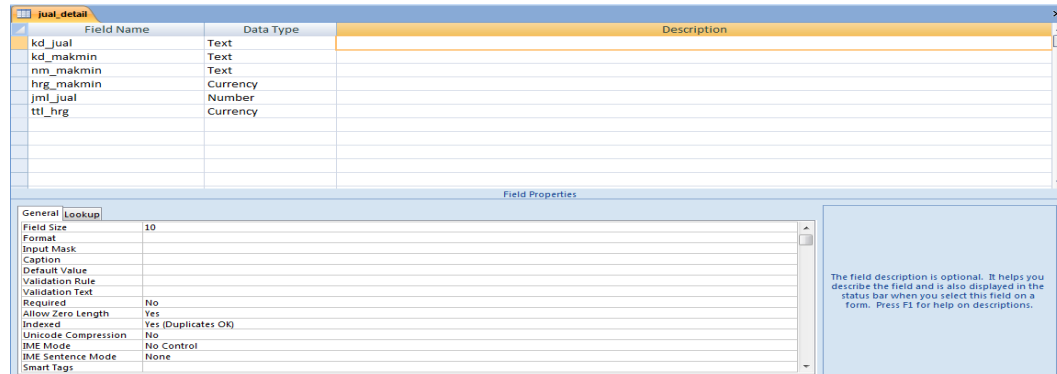 jual_detail
Field Name Data Type Description
kd_jual Text
kd_makmin Text
nm_makmin Text
hrg_makmin Currency
jml_jual Number
ttl_hrg Currency
Field Properties
General Lookup
Field Size 10
Format
Input Mask
Caption
Default Value
Validation Rule
Validation Text
Required No
Allow Zero Length Yes
Indexed Yes (Duplicates OK)
Unicode Compression No
IME Mode No Control
IME Sentence Mode None
Smart Tags
The field description is optional. It helps you
describe the field and is also displayed in the
status bar when you select this field on a
form. Press F1 for help on descriptions.